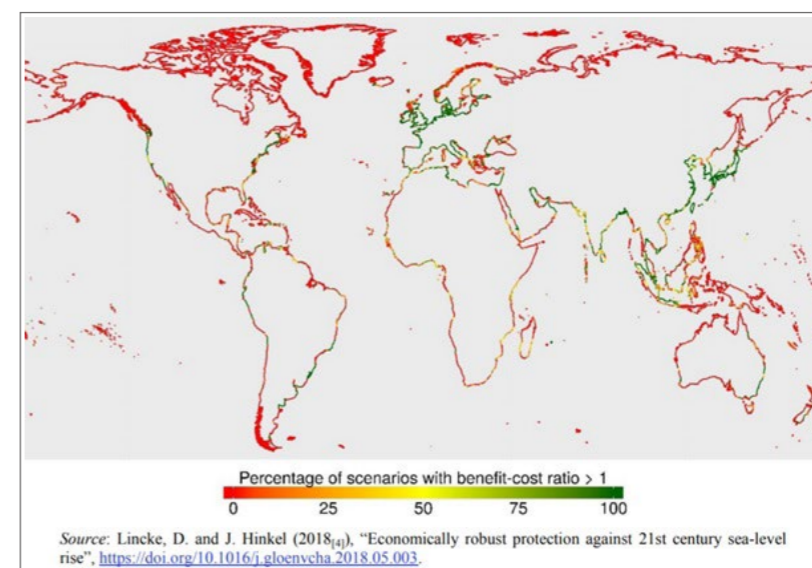 Percentage of scenarios with benefit-cost ratio > 1
0 25 50 75 100
Source: Lincke, D. and J. Hinkel (2018[4]), “Economically robust protection against 21st century sea-level
rise”, https://doi.org/10.1016/j.gloenvcha.2018.05.003.